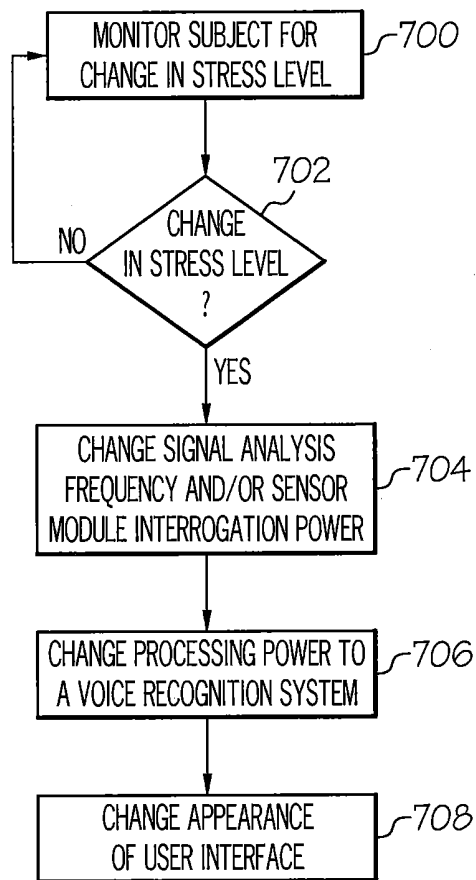 MONITOR SUBJECT FOR
CHANGE IN STRESS LEVEL
700
702
CHANGE
IN STRESS LEVEL
?
NO
YES
CHANGE SIGNAL ANALYSIS
FREQUENCY AND/OR SENSOR
MODULE INTERROGATION POWER
704
CHANGE PROCESSING POWER TO
A VOICE RECOGNITION SYSTEM
706
CHANGE APPEARANCE
OF USER INTERFACE
708